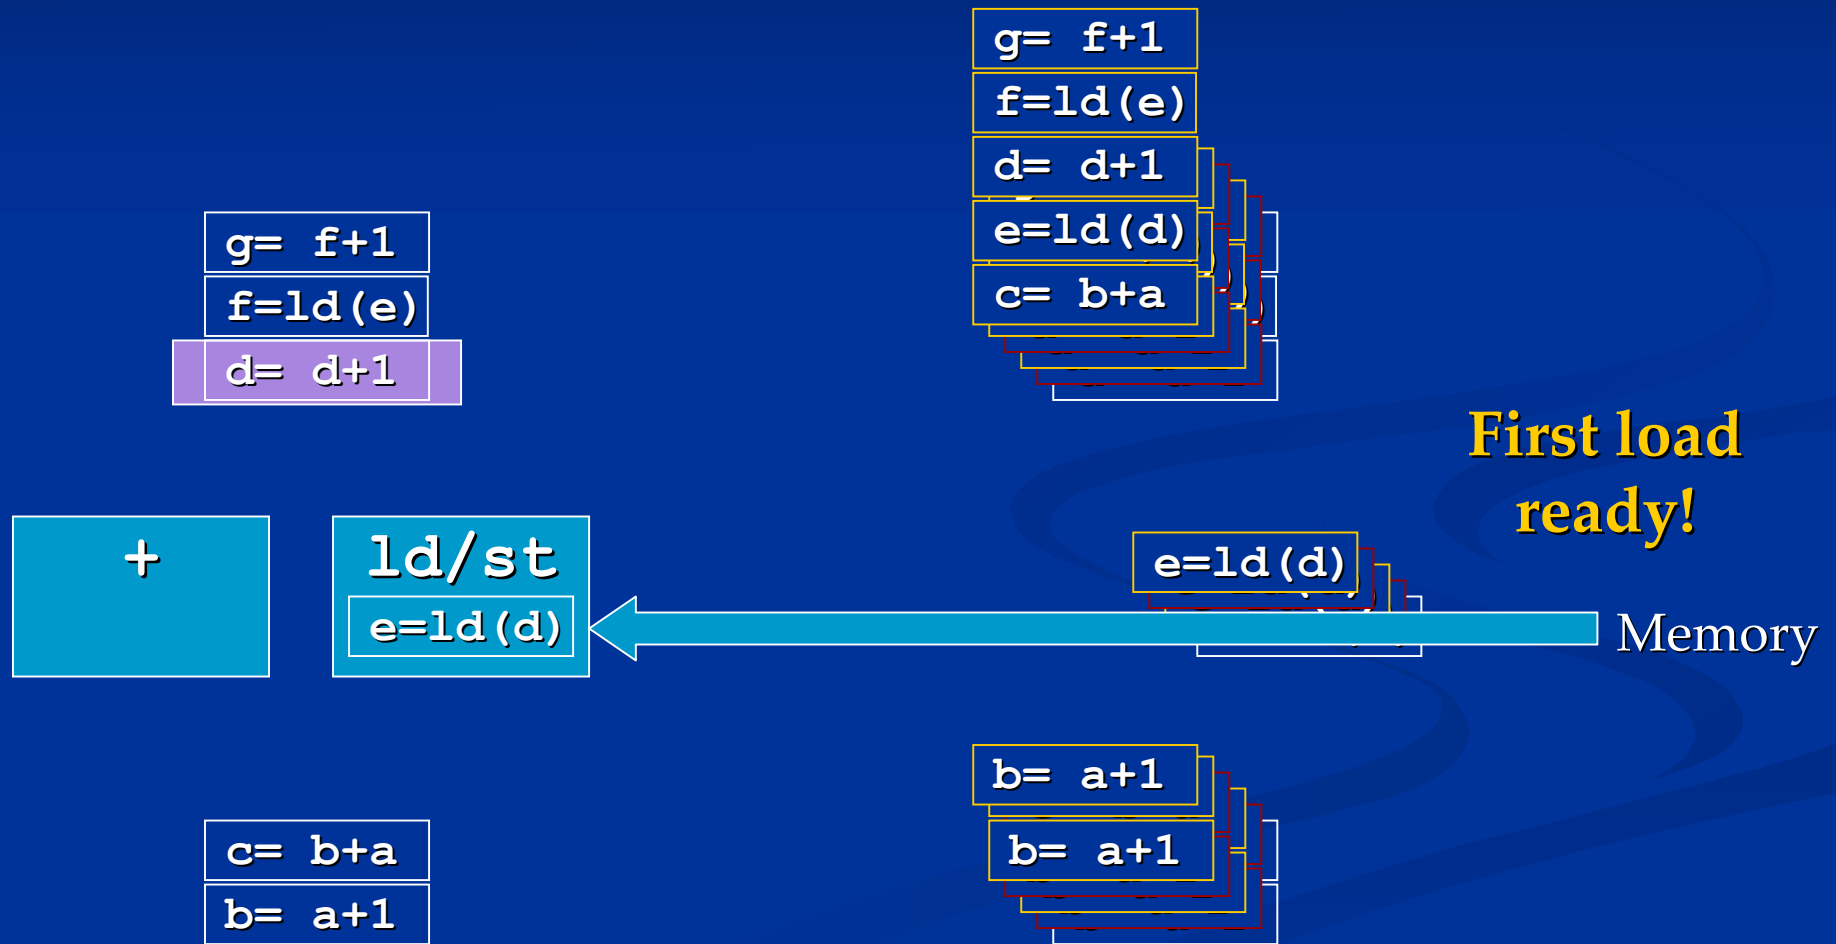 g= f+1
f=ld(e)
d= d+1
e=ld(d)
c= b+a
g= f+1
f=ld(e)
d= d+1
First load
ready!
+
ld/st
e=ld(d)
e=ld(d)
Memory
b= a+1
b= a+1
c= b+a
b= a+1